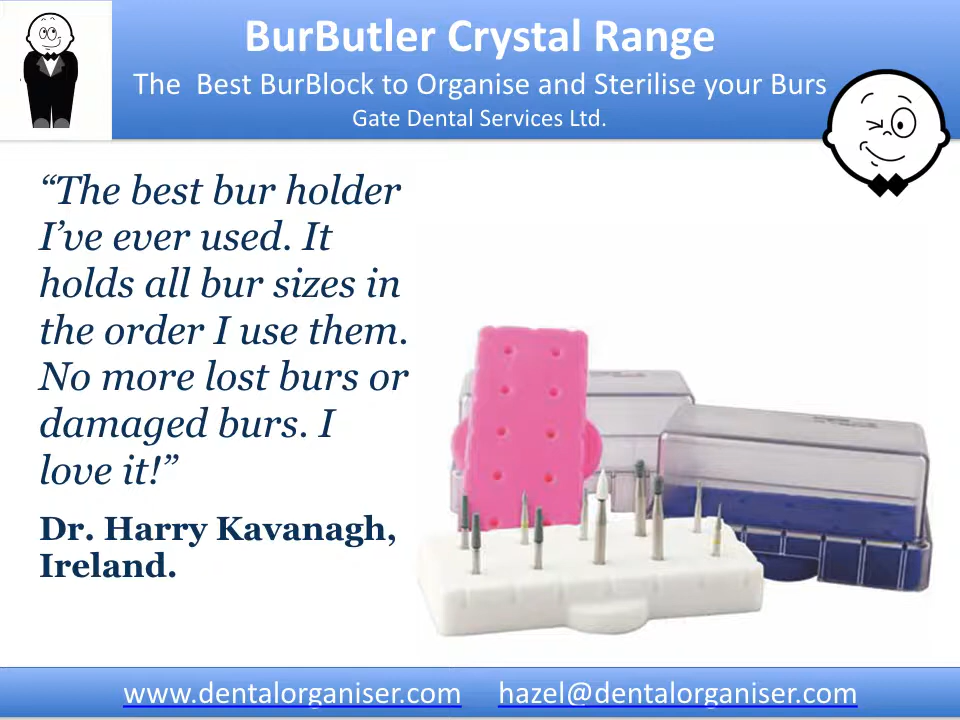 BurButler Crystal Range
The  Best BurBlock to Organise and Sterilise your Burs
Gate Dental Services Ltd.
“The best bur holder
I’ve ever used. It
holds all bur sizes in
the order I use them.
No more lost burs or
damaged burs. I
love it!”
Dr. Harry Kavanagh,
Ireland.
www.dentalorganiser.com hazel@dentalorganiser.com